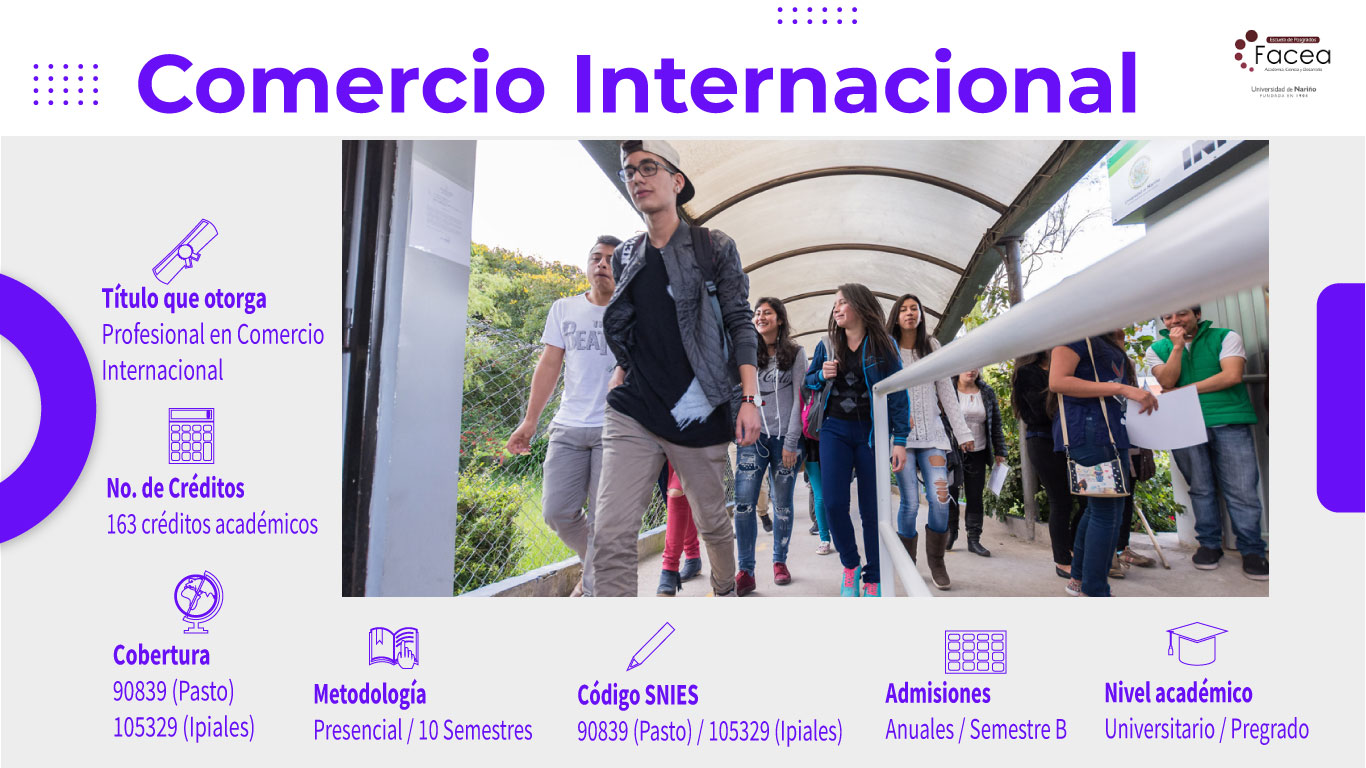 Comercio Internacional
Escuela de Posgrados
Facea
Academia, Ciencia y Desarrollo
Universidad de Nariño
FUNDADA EN 1904
Título que otorga
Profesional en Comercio
Internacional
No. de Créditos
163 créditos académicos
Cobertura
90839 (Pasto)
105329 (Ipiales)
Metodología
Presencial / 10 Semestres
Código SNIES
90839 (Pasto) / 105329 (Ipiales)
Admisiones
Anuales / Semestre B
Nivel académico
Universitario / Pregrado